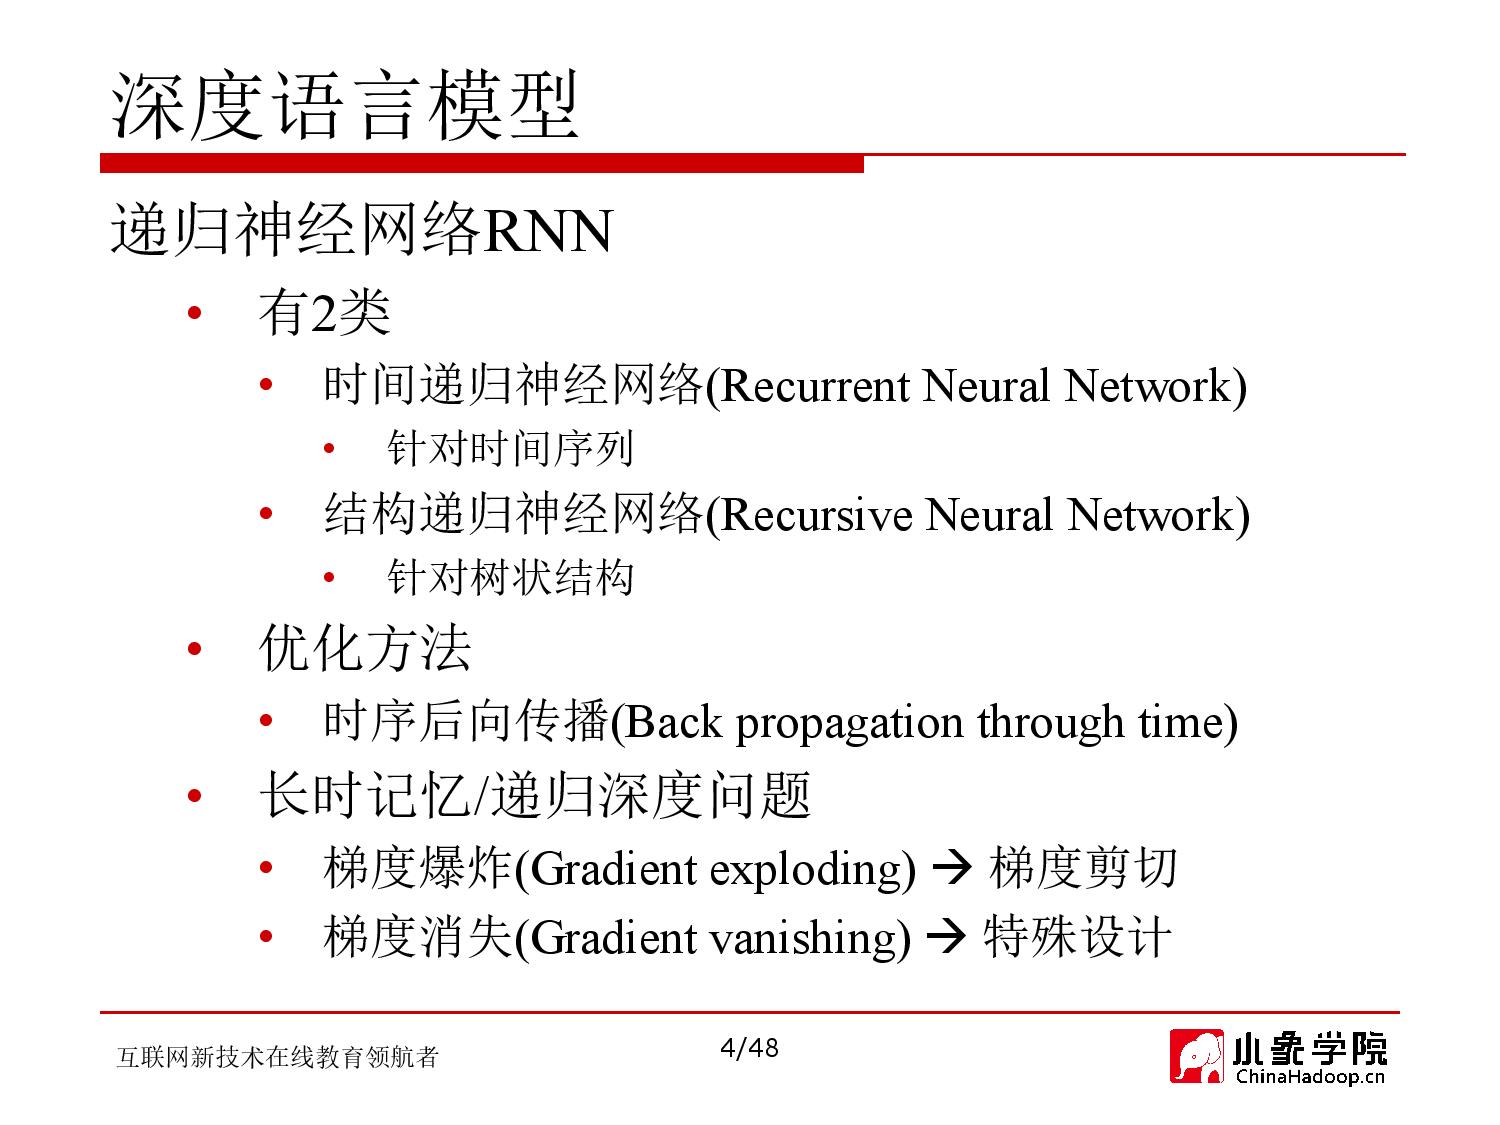 深度语言模型
递归神经网络RNN
• 有2类
• 时间递归神经网络(Recurrent Neural Network)
• 针对时间序列
• 结构递归神经网络(Recursive Neural Network)
• 针对树状结构
• 优化方法
• 时序后向传播(Back propagation through time)
• 长时记忆/递归深度问题
• 梯度爆炸(Gradient exploding) → 梯度剪切
• 梯度消失(Gradient vanishing) → 特殊设计
互联网新技术在线教育领航者
4/48
小象学院
ChinaHadoop.cn